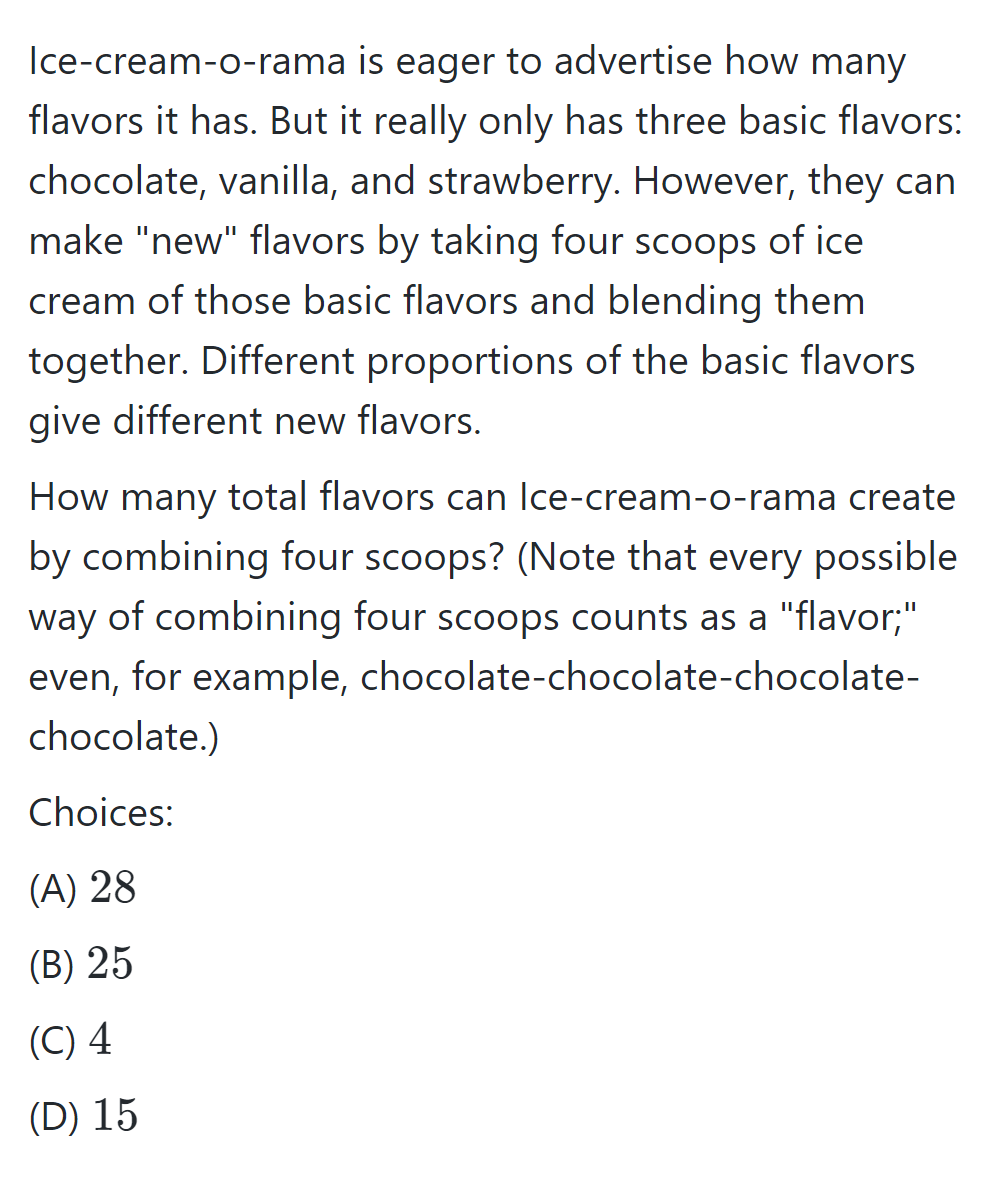 Ice-cream-o-rama is eager to advertise how many
flavors it has. But it really only has three basic flavors:
chocolate, vanilla, and strawberry. However, they can
make "new" flavors by taking four scoops of ice
cream of those basic flavors and blending them
together. Different proportions of the basic flavors
give different new flavors.
How many total flavors can Ice-cream-o-rama create
by combining four scoops? (Note that every possible
way of combining four scoops counts as a "flavor;"
even, for example, chocolate-chocolate-chocolate-
chocolate.)
Choices:
(A) 28
(B) 25
(C) 4
(D) 15